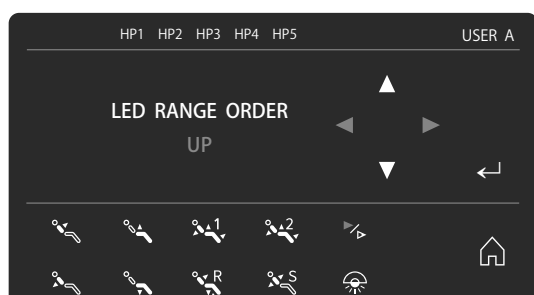 HP1 HP2 HP3 HP4 HP5 USER A
LED RANGE ORDER
UP
1 2
R S